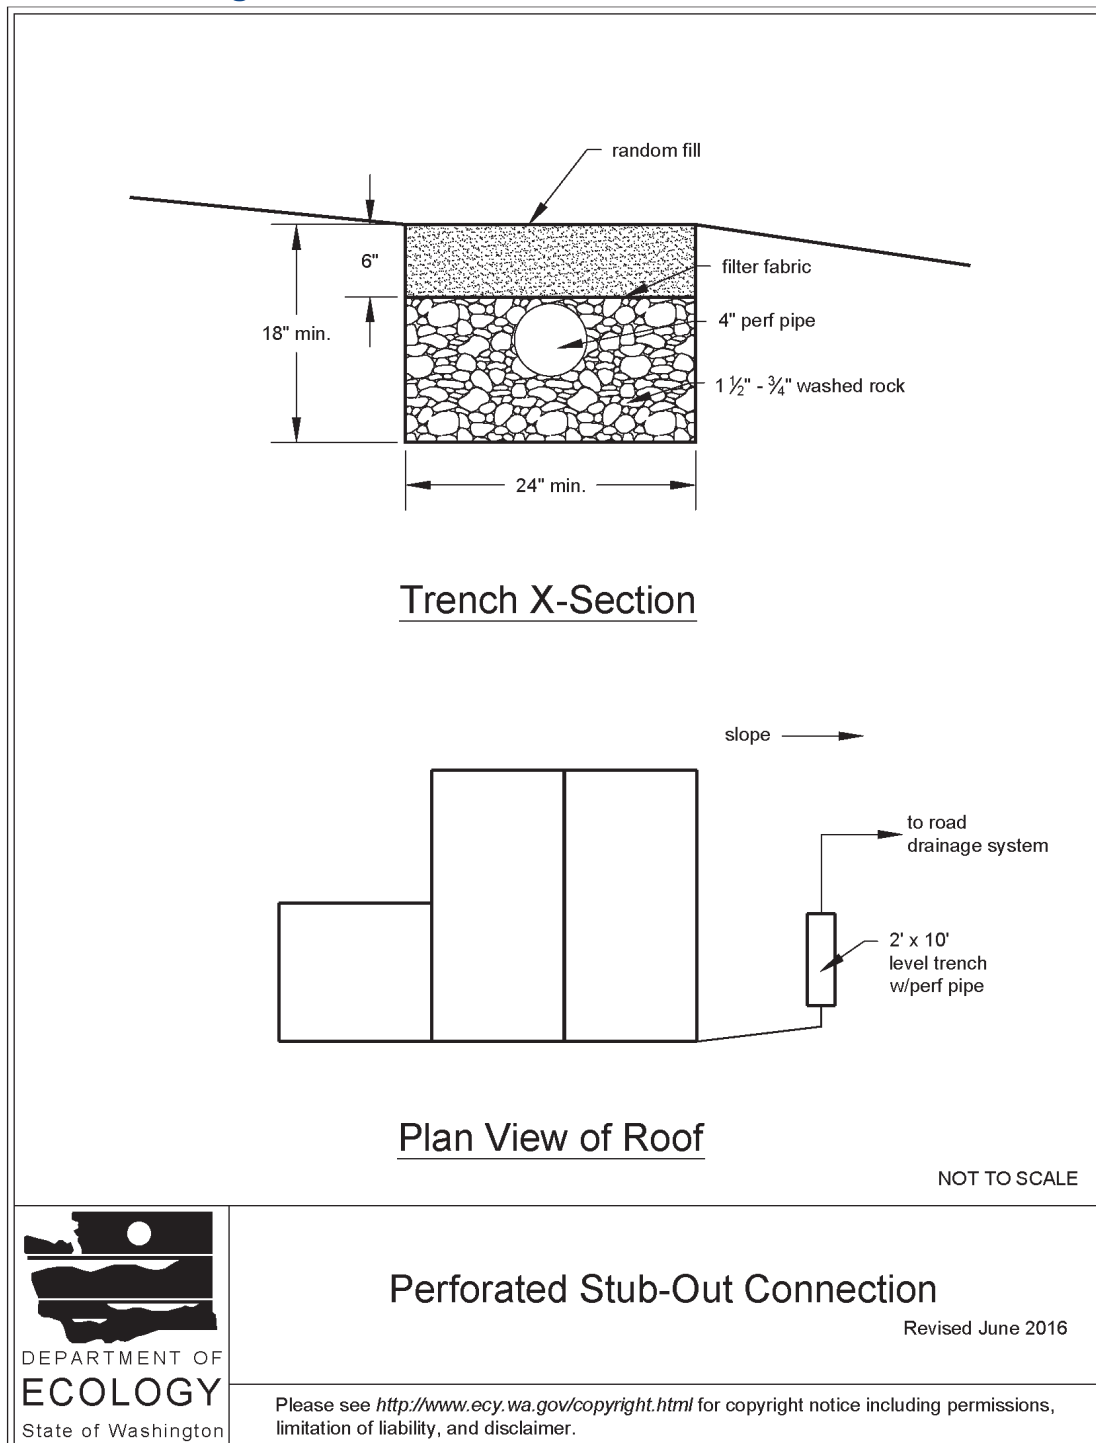 random fill
6"
filter fabric
4" perf pipe
18" min.
1 ½" - ¾" washed rock
24" min.
Trench X-Section
slope
to road
drainage system
2' x 10'
level trench
w/perf pipe
Plan View of Roof
NOT TO SCALE
Perforated Stub-Out Connection
Revised June 2016
DEPARTMENT OF
ECOLOGY
State of Washington
Please see http://www.ecy.wa.gov/copyright.html for copyright notice including permissions,
limitation of liability, and disclaimer.